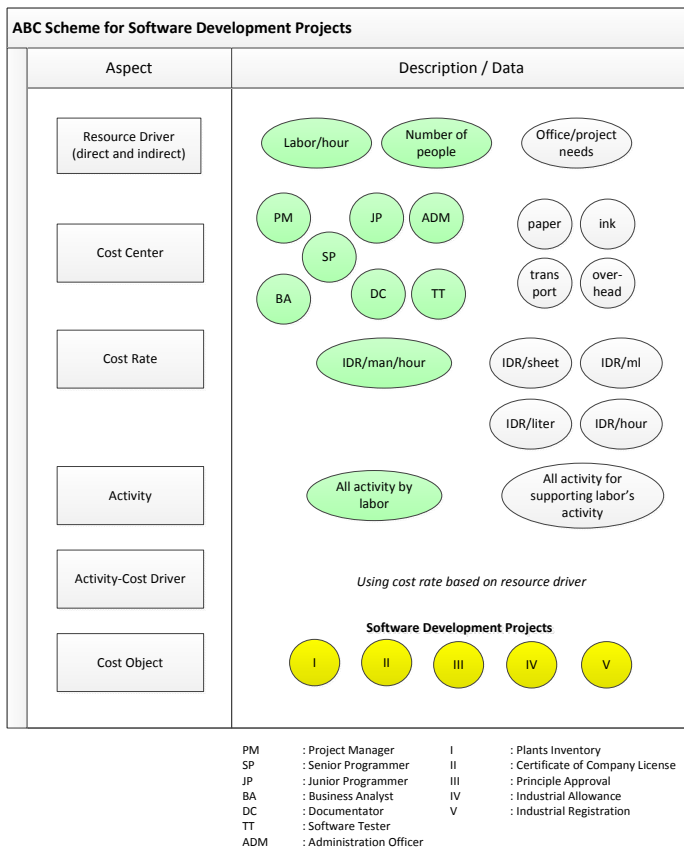 ABC Scheme for Software Development Projects
Aspect
Description / Data
Resource Driver
(direct and indirect)
Labor/hour
Number of
people
Office/project
needs
Cost Center
PM
JP
ADM
SP
BA
DC
TT
paper
ink
trans
port
over-
head
Cost Rate
IDR/man/hour
IDR/sheet
IDR/ml
IDR/liter
IDR/hour
Activity
All activity by
labor
All activity for
supporting labor’s
activity
Activity-Cost Driver
Using cost rate based on resource driver
Cost Object
Software Development Projects
I
II
III
IV
V
PM : Project Manager
SP : Senior Programmer
JP : Junior Programmer
BA : Business Analyst
DC : Documentator
TT : Software Tester
ADM : Administration Officer
I : Plants Inventory
II : Certificate of Company License
III : Principle Approval
IV : Industrial Allowance
V : Industrial Registration